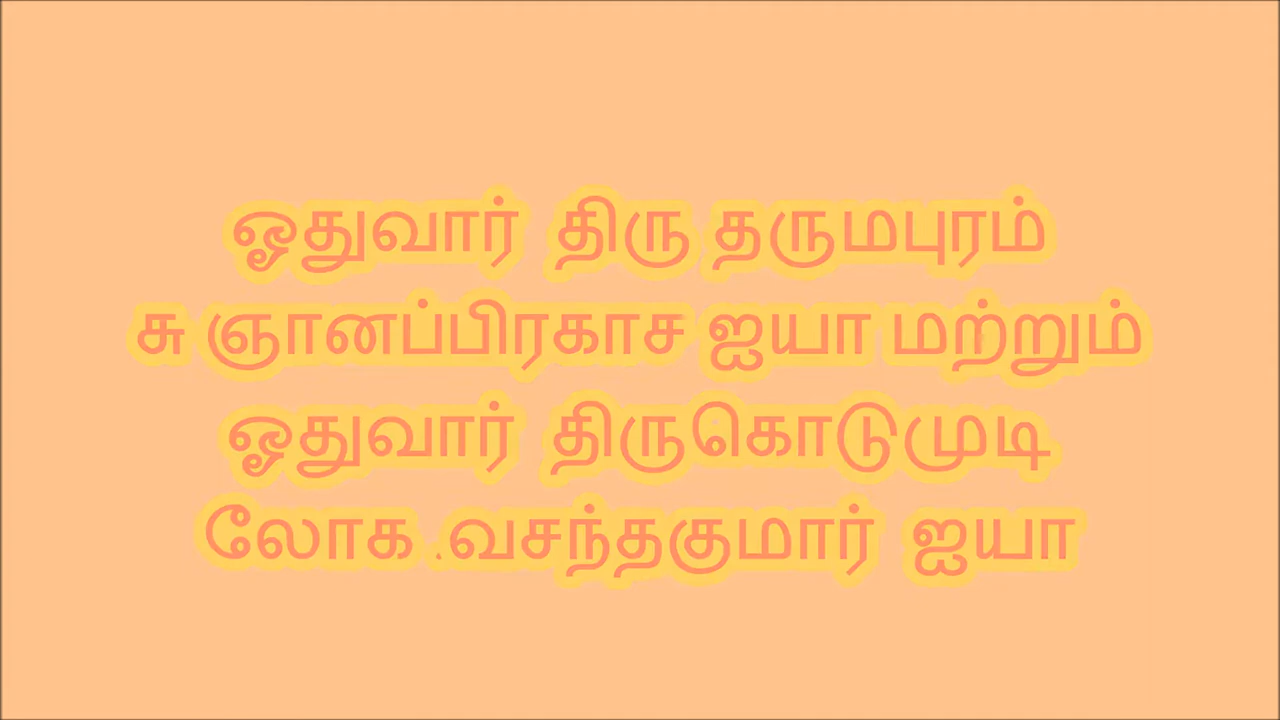 ஓதுவார் திரு தருமபுரம்
சு ஞானப்பிரகாச ஐயா மற்றும்
ஓதுவார் திருகொடுமுடி
லோக .வசந்தகுமார் ஐயா